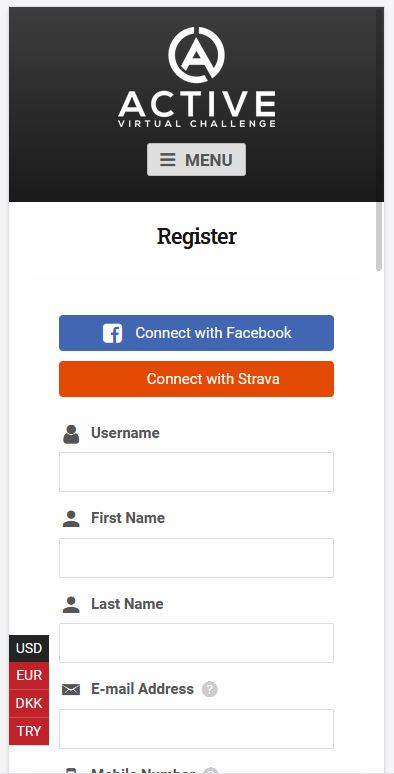 ACTIVE
VIRTUAL CHALLENGE
MENU
Register
Connect with Facebook
Connect with Strava
Username
First Name
Last Name
USD
EUR
E-mail Address ?
DKK
TRY
Mobile Number ?